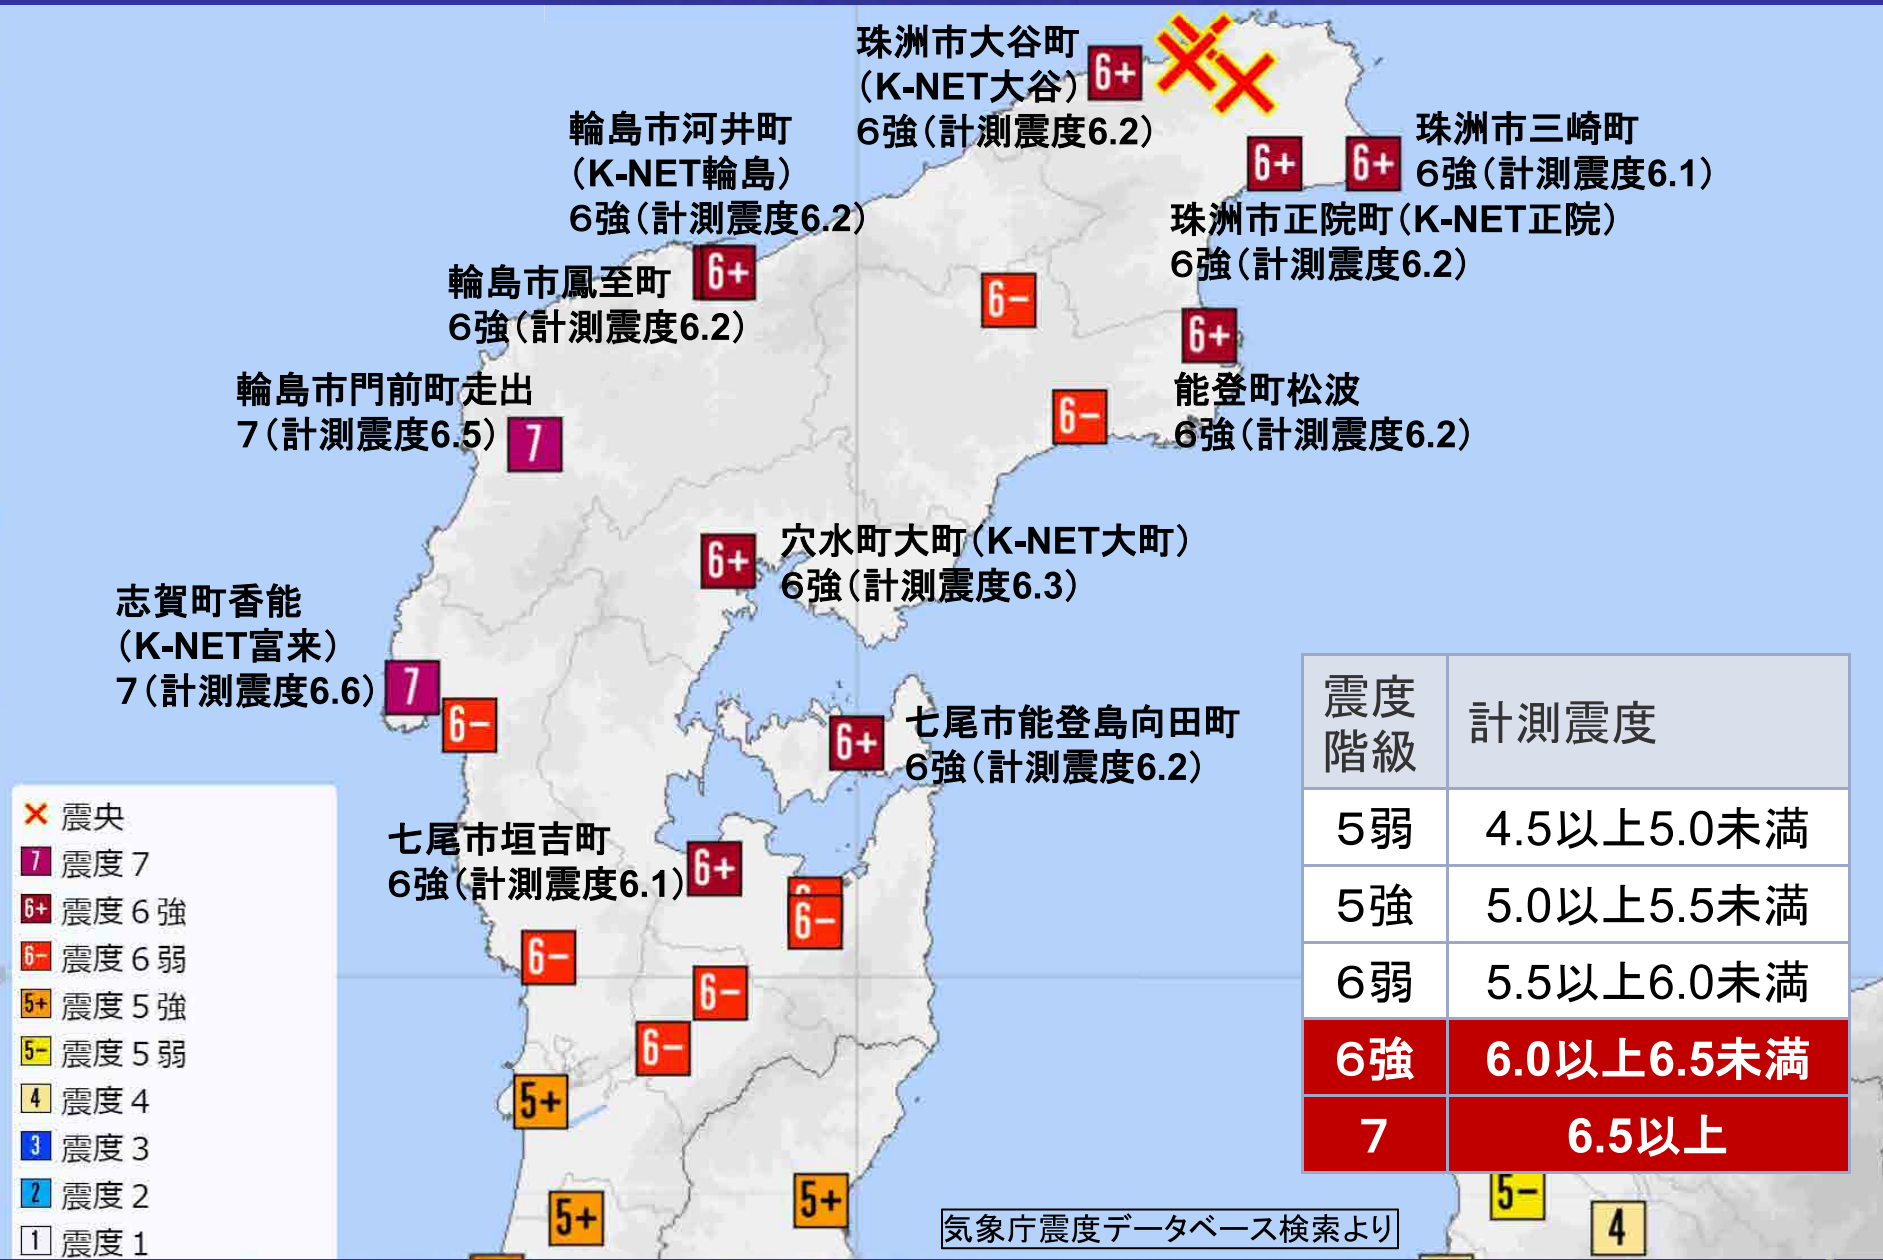 珠洲市大谷町
（K-NET大谷）
6強（計測震度6.2）
6+
輪島市河井町
（K-NET輪島）
6強（計測震度6.2）
6+
6+
珠洲市三崎町
6強（計測震度6.1）
珠洲市正院町（K-NET正院）
6強（計測震度6.2）
輪島市鳳至町
6強（計測震度6.2）
6+
6-
6+
能登町松波
6強（計測震度6.2）
輪島市門前町走出
7（計測震度6.5）
7
6-
6+
穴水町大町（K-NET大町）
6強（計測震度6.3）
志賀町香能
（K-NET富来）
7（計測震度6.6）
7
6-
6+
七尾市能登島向田町
6強（計測震度6.2）
七尾市垣吉町
6強（計測震度6.1）
6+
6-
6-
6-
6-
5+
5+
5+
5-
4
震度
階級
計測震度
5弱 4.5以上5.0未満
5強 5.0以上5.5未満
6弱 5.5以上6.0未満
6強 6.0以上6.5未満
7 6.5以上
震央
7 震度7
6+ 震度6強
6- 震度6弱
5+ 震度5強
5- 震度5弱
4 震度4
3 震度3
2 震度2
1 震度1
気象庁震度データベース検索より